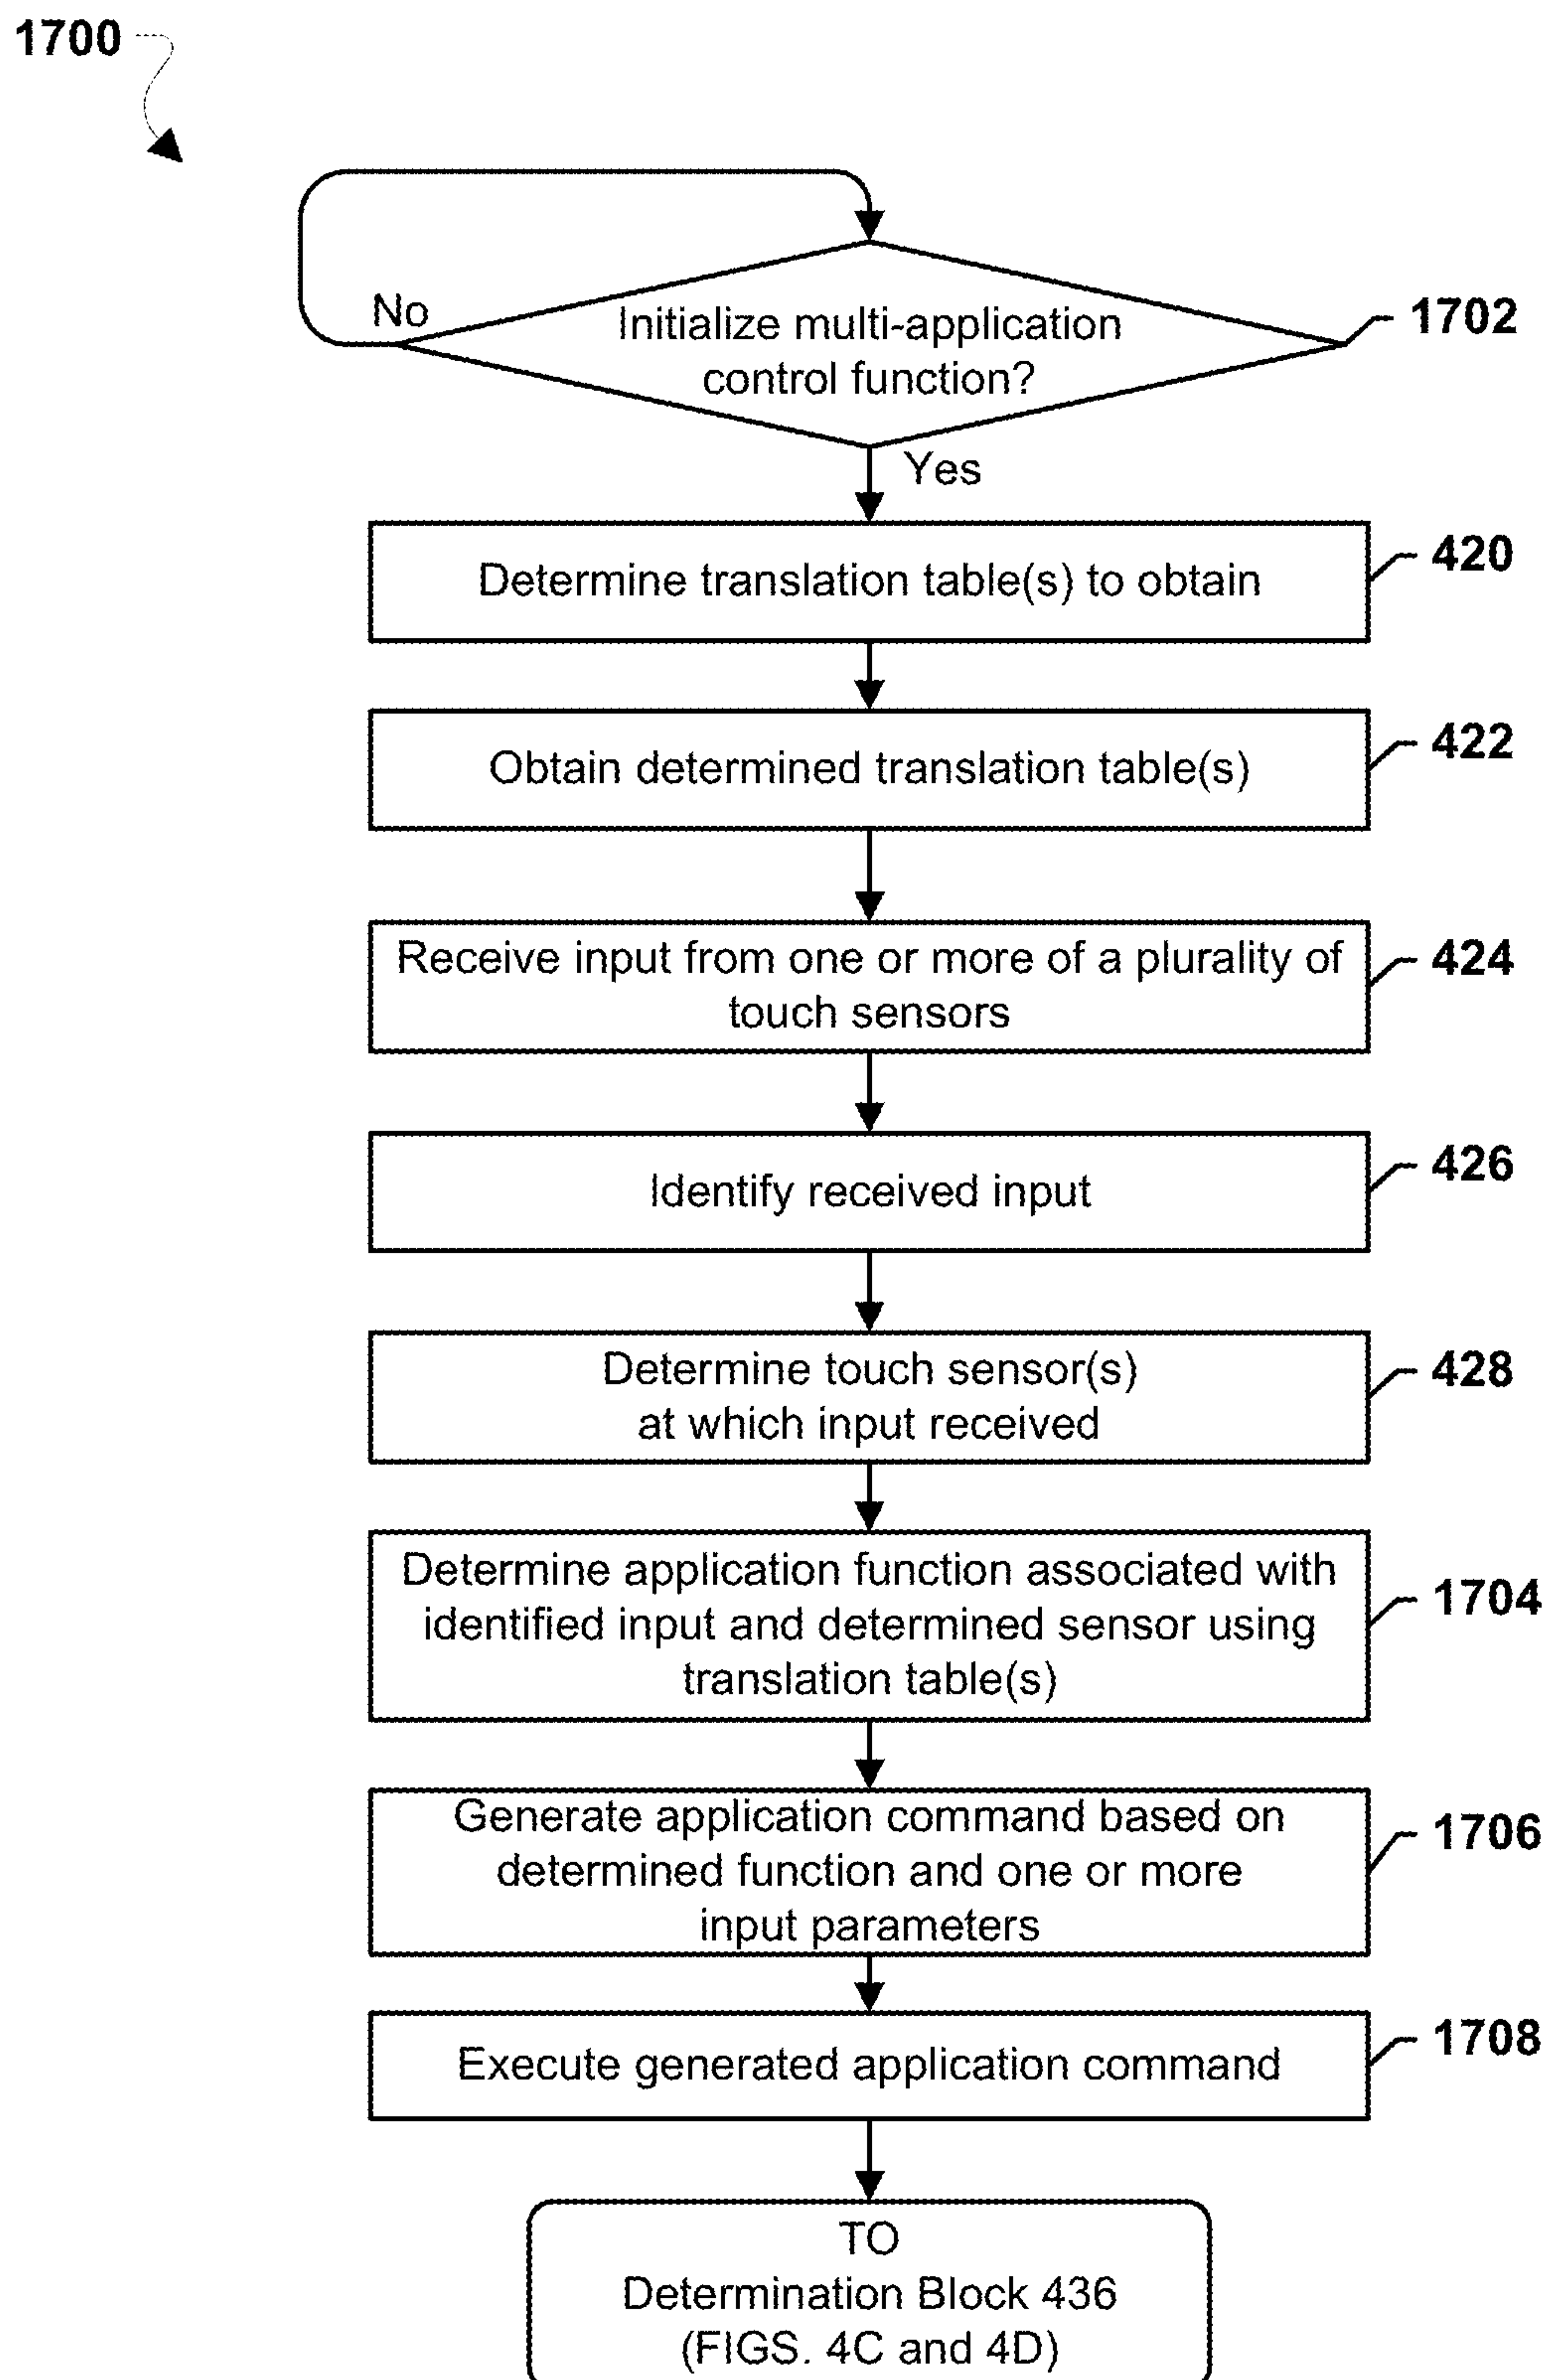 1700
No
Initialize multi-application
control function?
1702
Yes
Determine translation table(s) to obtain
420
Obtain determined translation table(s)
422
Receive input from one or more of a plurality of
touch sensors
424
Identify received input
426
Determine touch sensor(s)
at which input received
428
Determine application function associated with
identified input and determined sensor using
translation table(s)
1704
Generate application command based on
determined function and one or more
input parameters
1706
Execute generated application command
1708
TO
Determination Block 436
(FIGS. 4C and 4D)